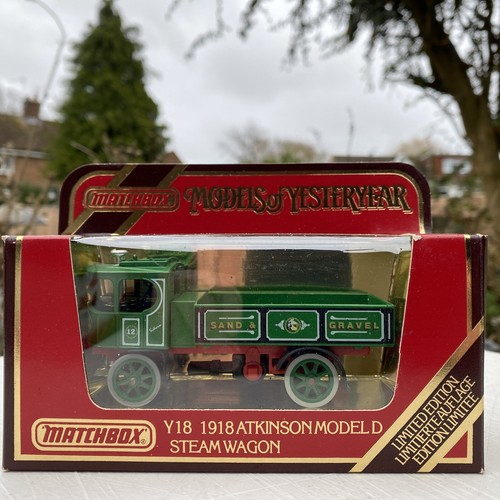 MATCHBOX
MODELS of YESTERYEAR
12
SAND & GRAVEL
MATCHBOX®
Y18 1918 ATKINSON MODEL D
STEAM WAGON
LIMITED EDITION
LIMITIERTE AUFLAGE
EDITION LIMITÉE